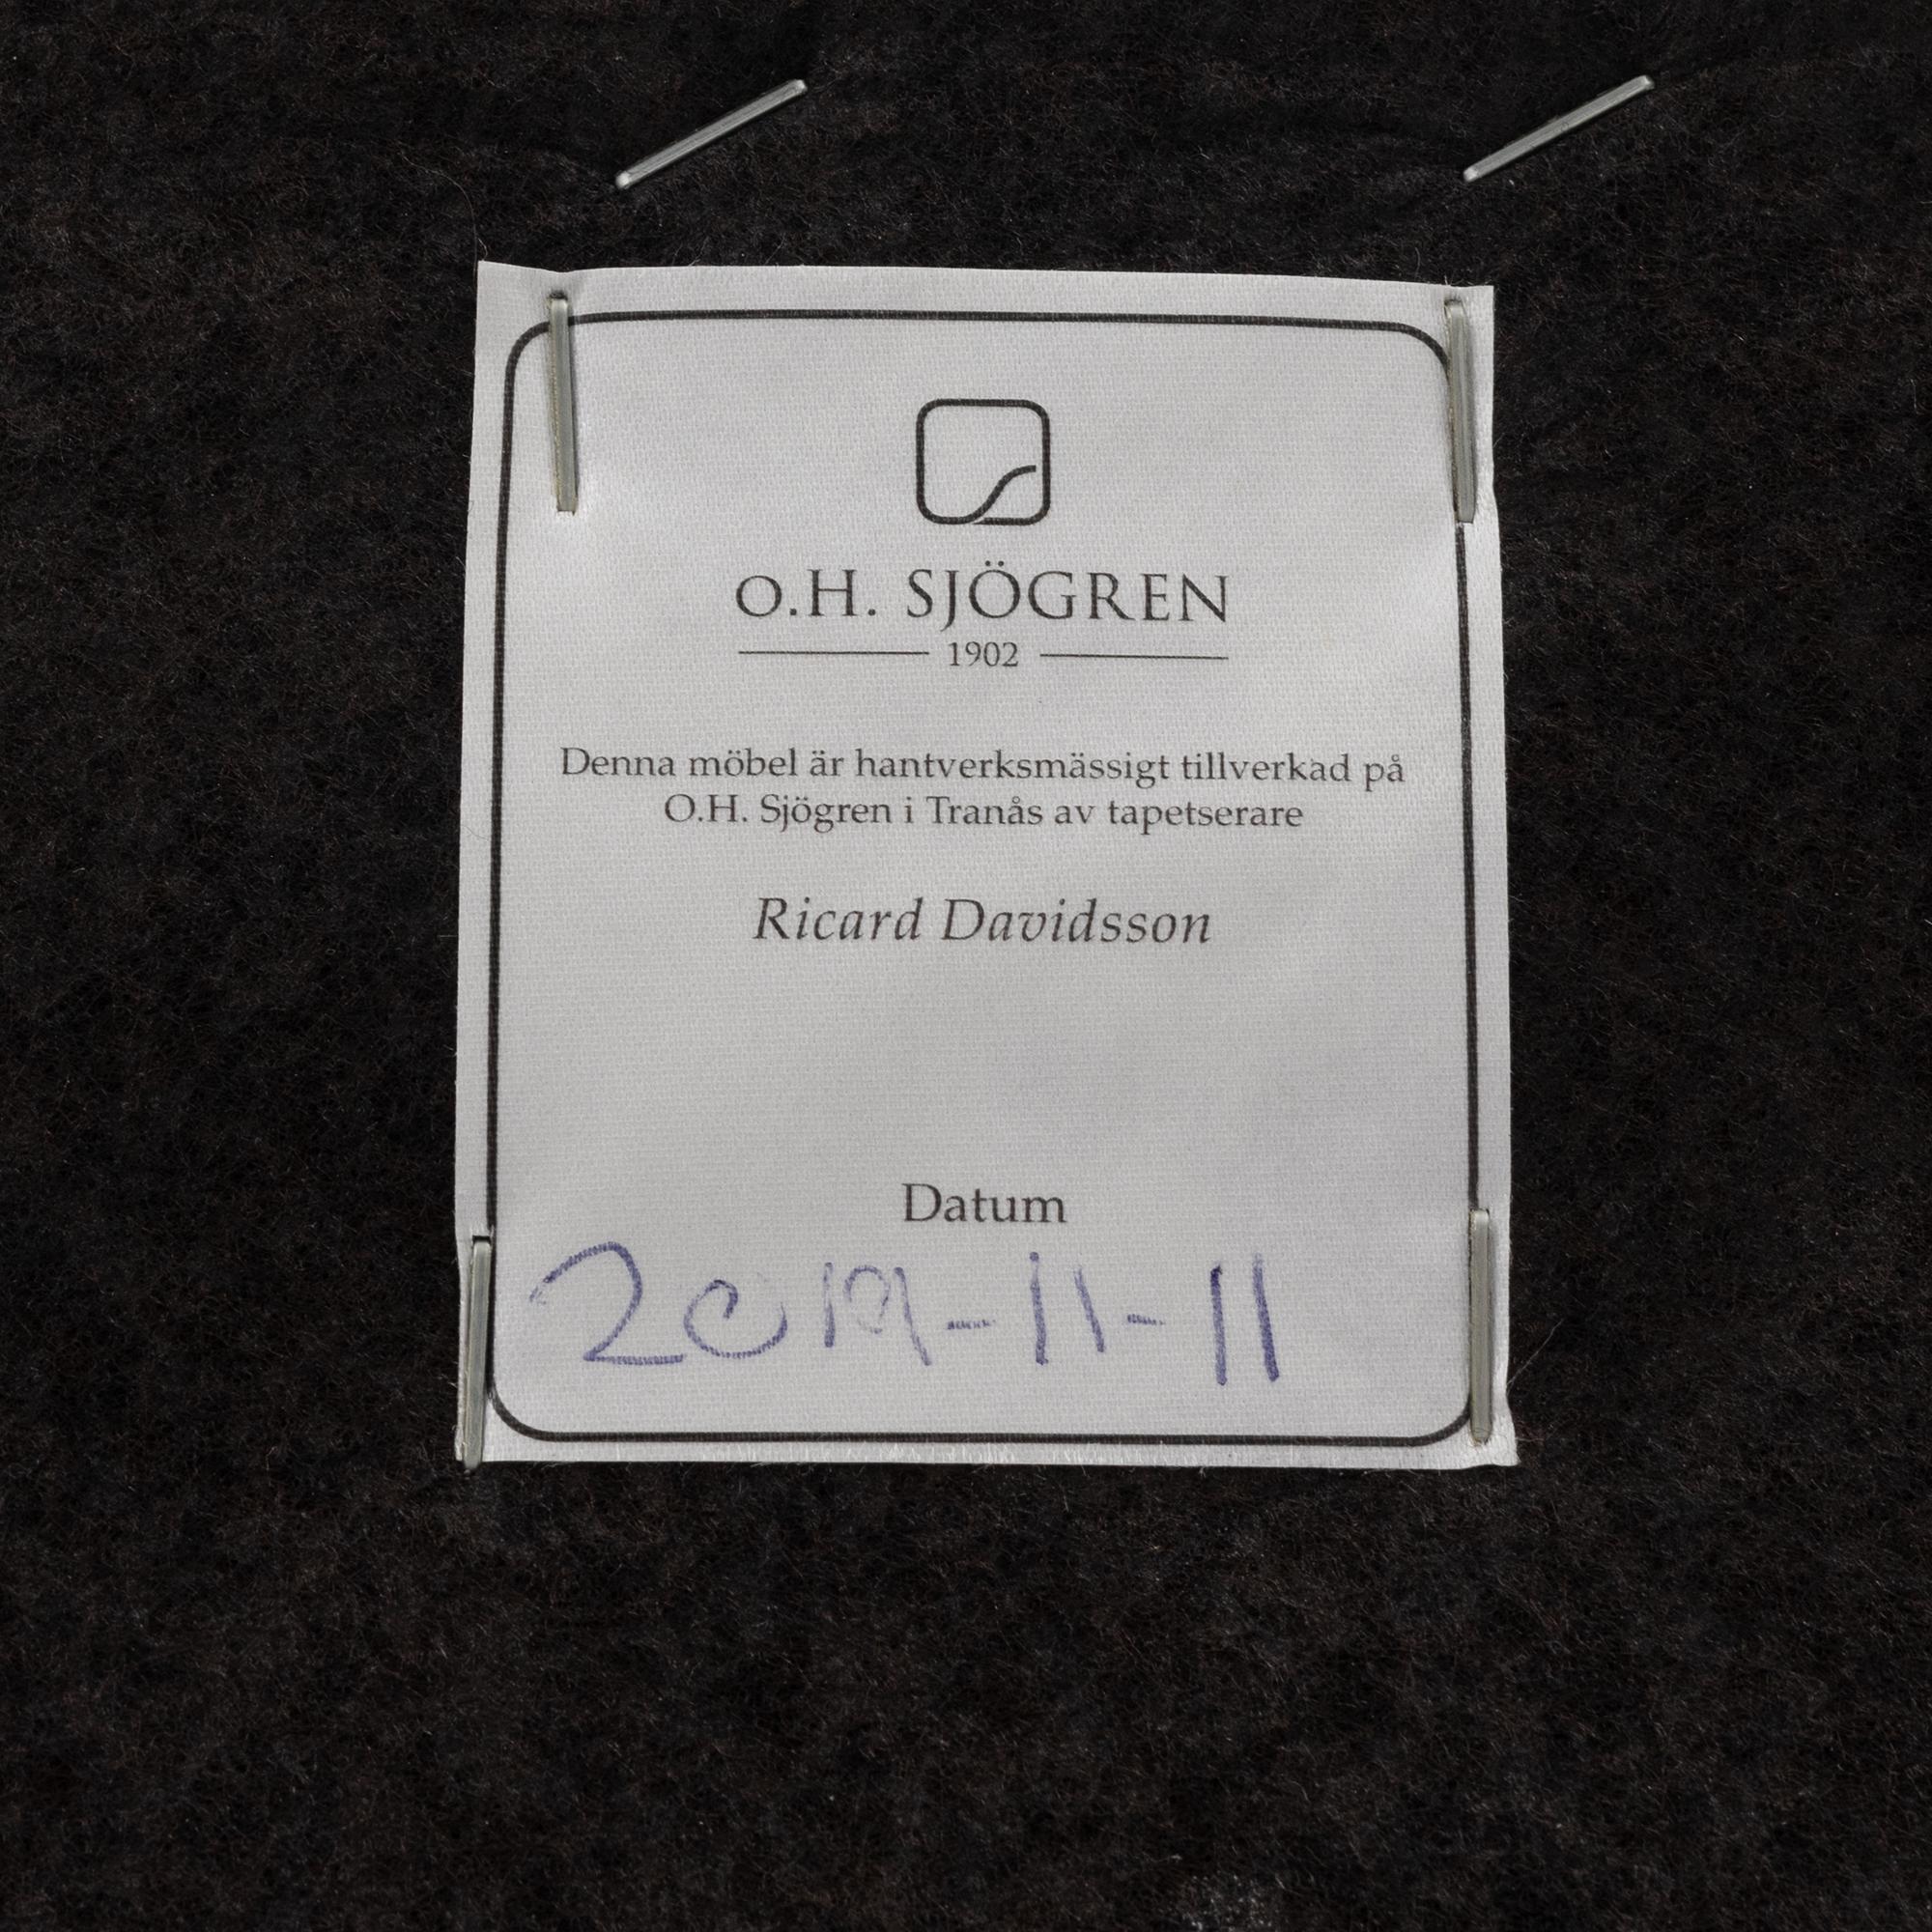 O.H. SJÖGREN
1902
Denna möbel är hantverksmässigt tillverkad på
O.H. Sjögren i Tranås av tapetserare
Ricard Davidsson
Datum
2019-11-11